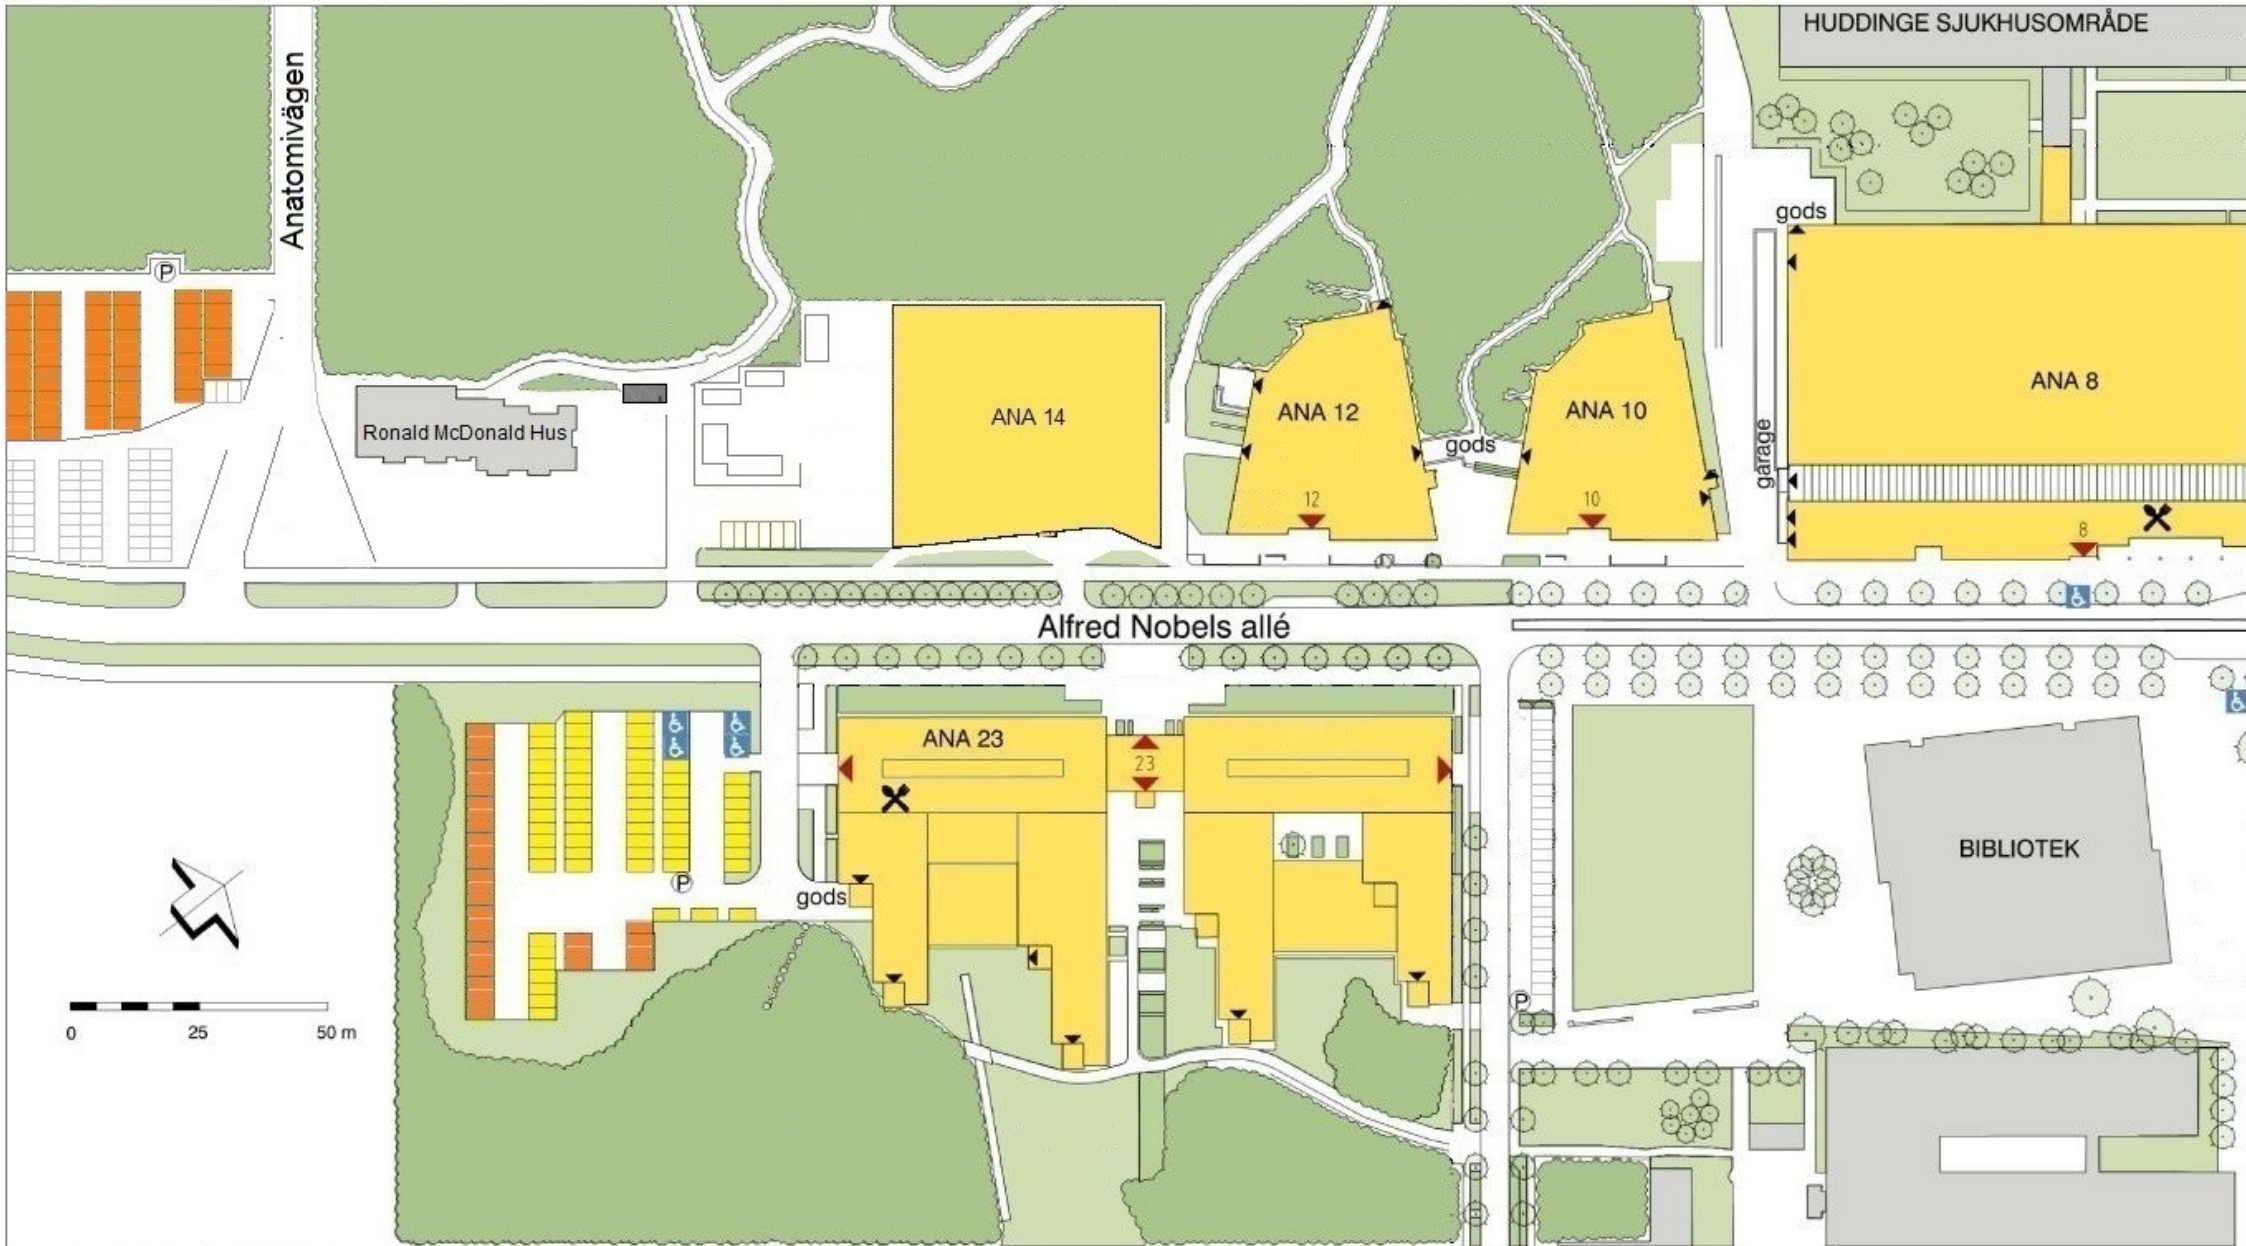 HUDDINGE SJUKHUSOMRÅDE
Anatomivägen
gods
P
ANA 8
ANA 14
ANA 12
ANA 10
Ronald McDonald Hus
gods
garage
12
10
8
Alfred Nobels allé
ANA 23
23
BIBLIOTEK
P
gods
P
0 25 50 m